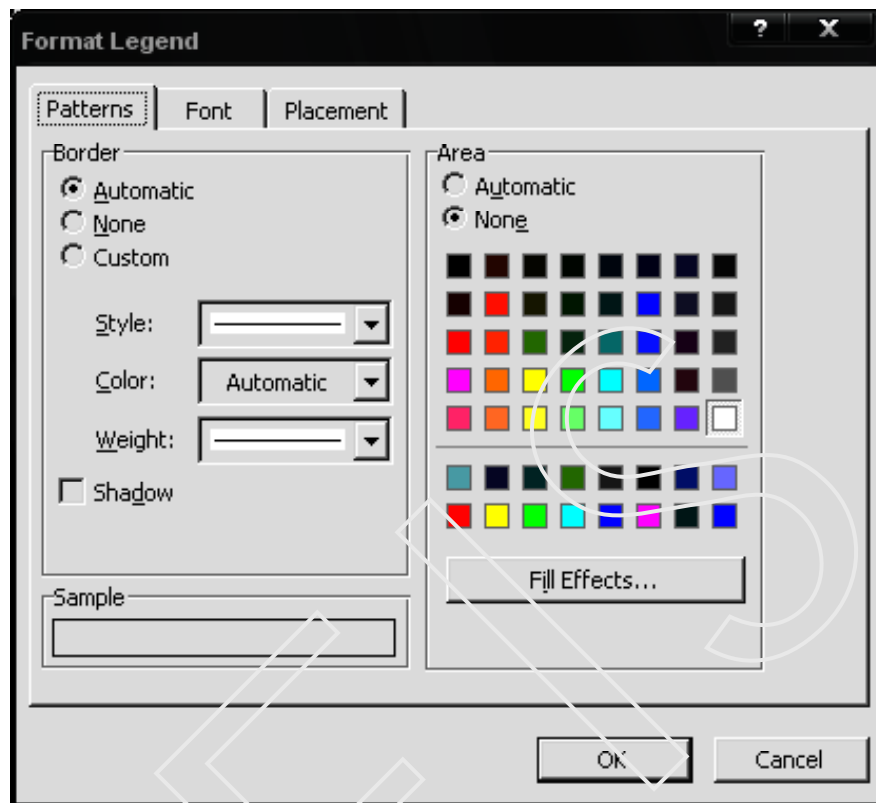 Format Legend
? X
Patterns Font Placement
Border
Automatic
None
Custom
Style:
Color: Automatic
Weight:
Shadow
Sample
Area
Automatic
None
Fill Effects...
OK Cancel